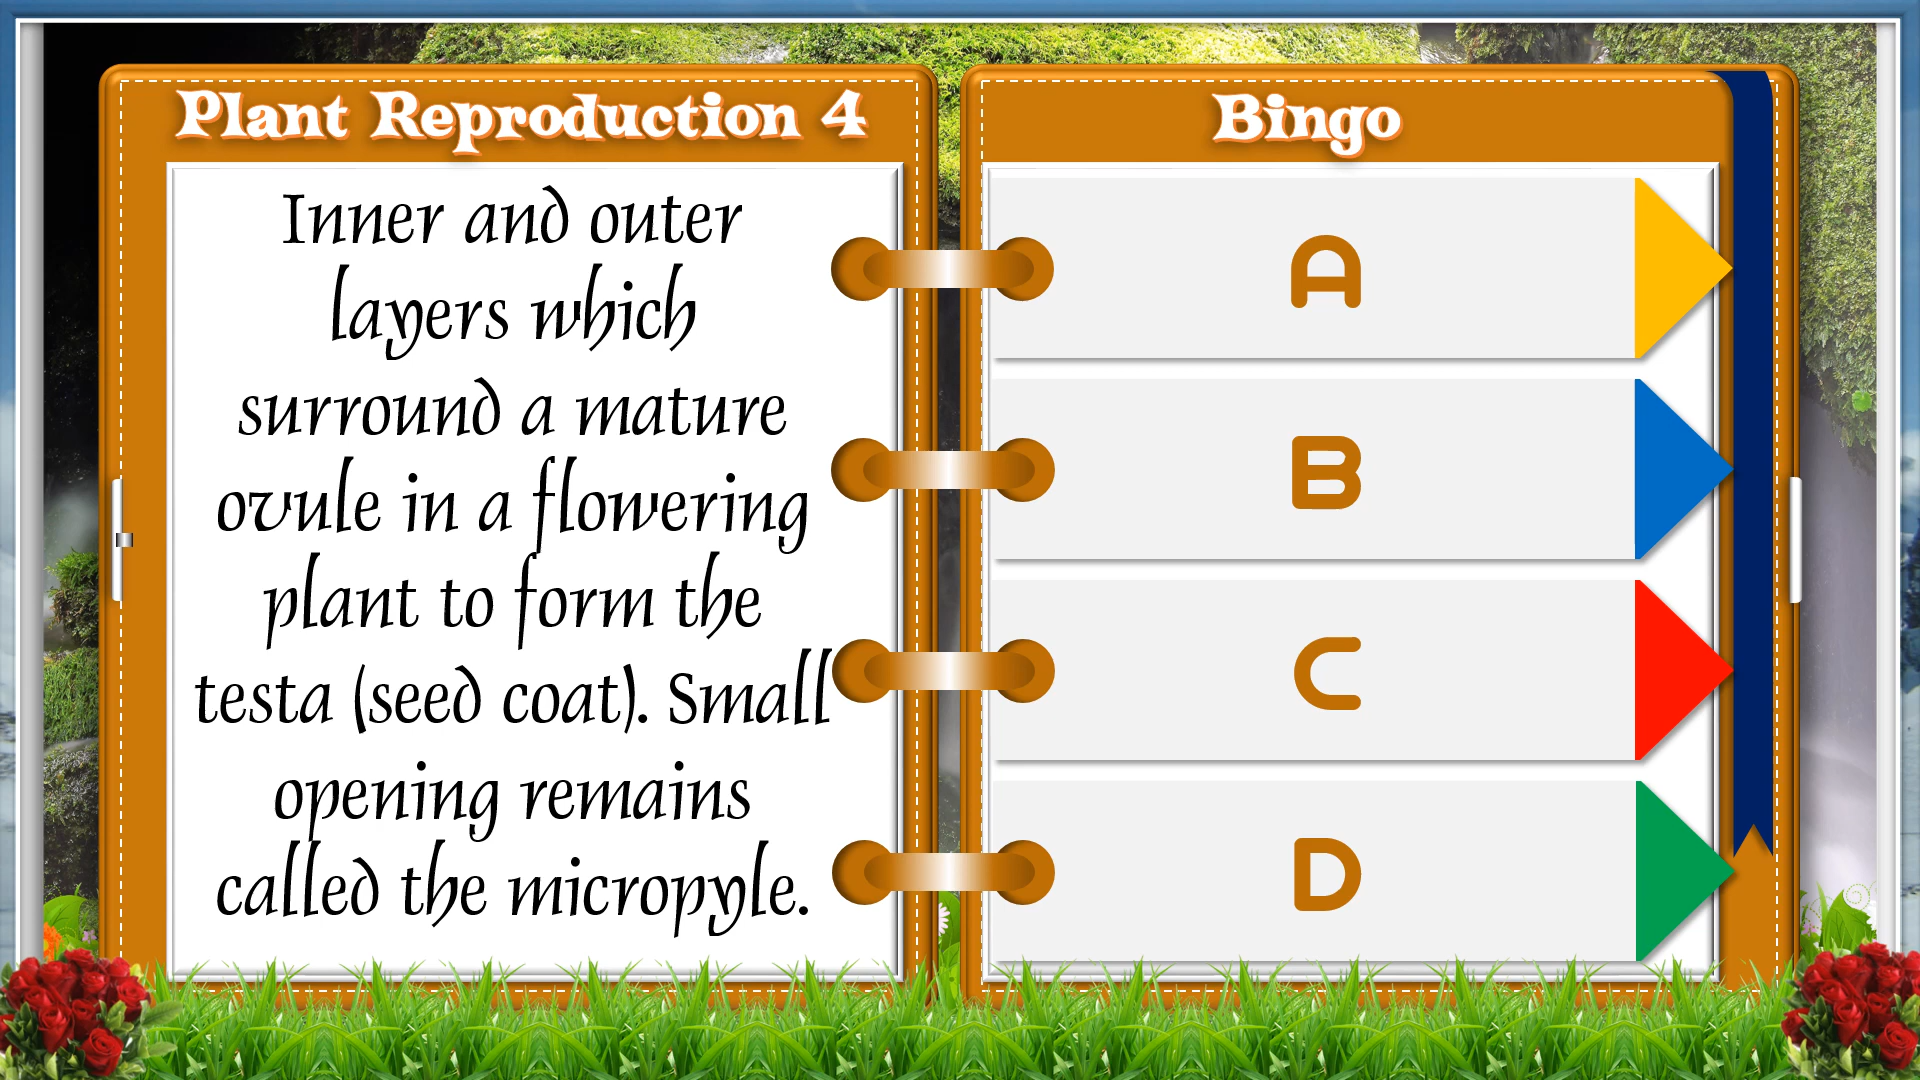 Plant Reproduction 4
Inner and outer
layers which
surround a mature
ovule in a flowering
plant to form the
testa (seed coat). Small
opening remains
called the micropyle.
Bingo
A
B
C
D